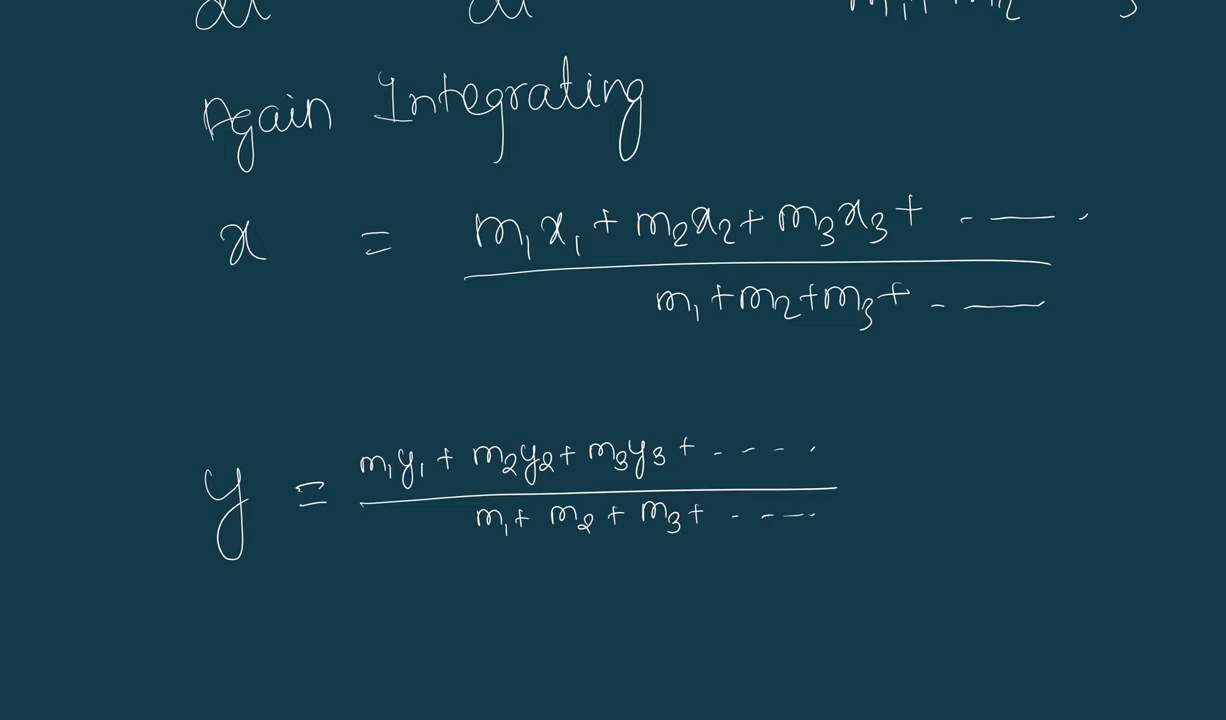 Again Integrating
x = m₁x₁ + m₂x₂ + m₃x₃ + - — .
m₁ + m₂ + m₃ + - —
y = m₁y₁ + m₂y₂ + m₃y₃ + - - - - .
m₁ + m₂ + m₃ + - - — .